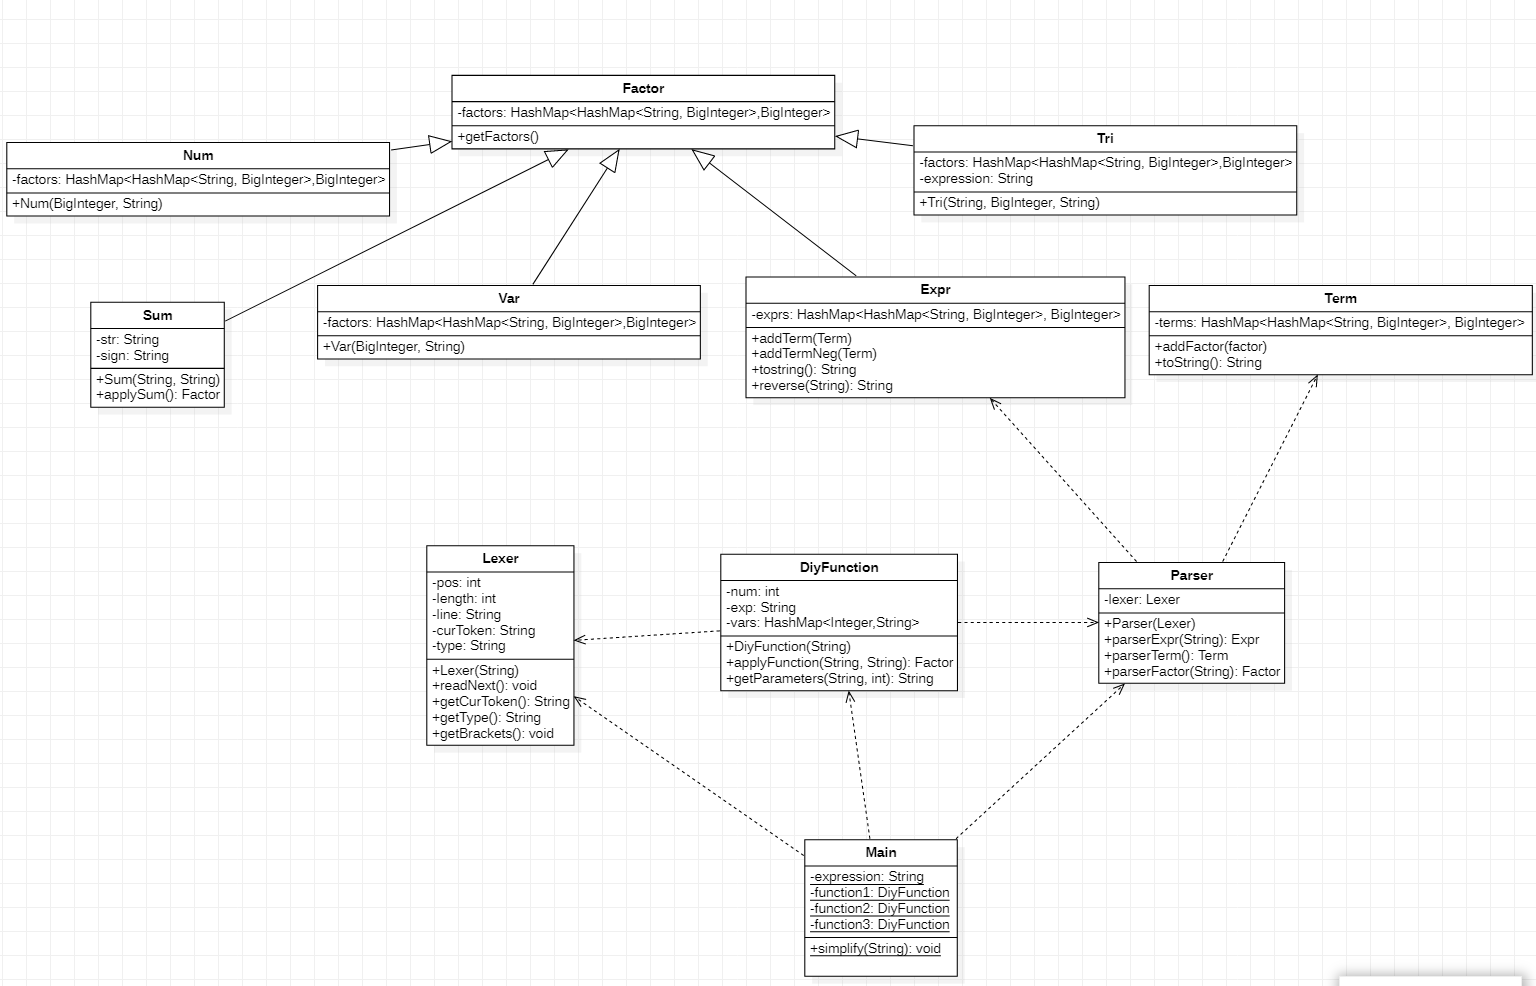 Factor
-factors: HashMap<HashMap<String, BigInteger>,BigInteger>
+getFactors()
Num
-factors: HashMap<HashMap<String, BigInteger>,BigInteger>
+Num(BigInteger, String)
Tri
-factors: HashMap<HashMap<String, BigInteger>,BigInteger>
-expression: String
+Tri(String, BigInteger, String)
Sum
-str: String
-sign: String
+Sum(String, String)
+applySum(): Factor
Var
-factors: HashMap<HashMap<String, BigInteger>,BigInteger>
+Var(BigInteger, String)
Expr
-exprs: HashMap<HashMap<String, BigInteger>, BigInteger>
+addTerm(Term)
+addTermNeg(Term)
+tostring(): String
+reverse(String): String
Term
-terms: HashMap<HashMap<String, BigInteger>, BigInteger>
+addFactor(factor)
+toString(): String
Lexer
-pos: int
-length: int
-line: String
-curToken: String
-type: String
+Lexer(String)
+readNext(): void
+getCurToken(): String
+getType(): String
+getBrackets(): void
DiyFunction
-num: int
-exp: String
-vars: HashMap<Integer,String>
+DiyFunction(String)
+applyFunction(String, String): Factor
+getParameters(String, int): String
Parser
-lexer: Lexer
+Parser(Lexer)
+parserExpr(String): Expr
+parserTerm(): Term
+parserFactor(String): Factor
Main
-expression: String
-function1: DiyFunction
-function2: DiyFunction
-function3: DiyFunction
+simplify(String): void